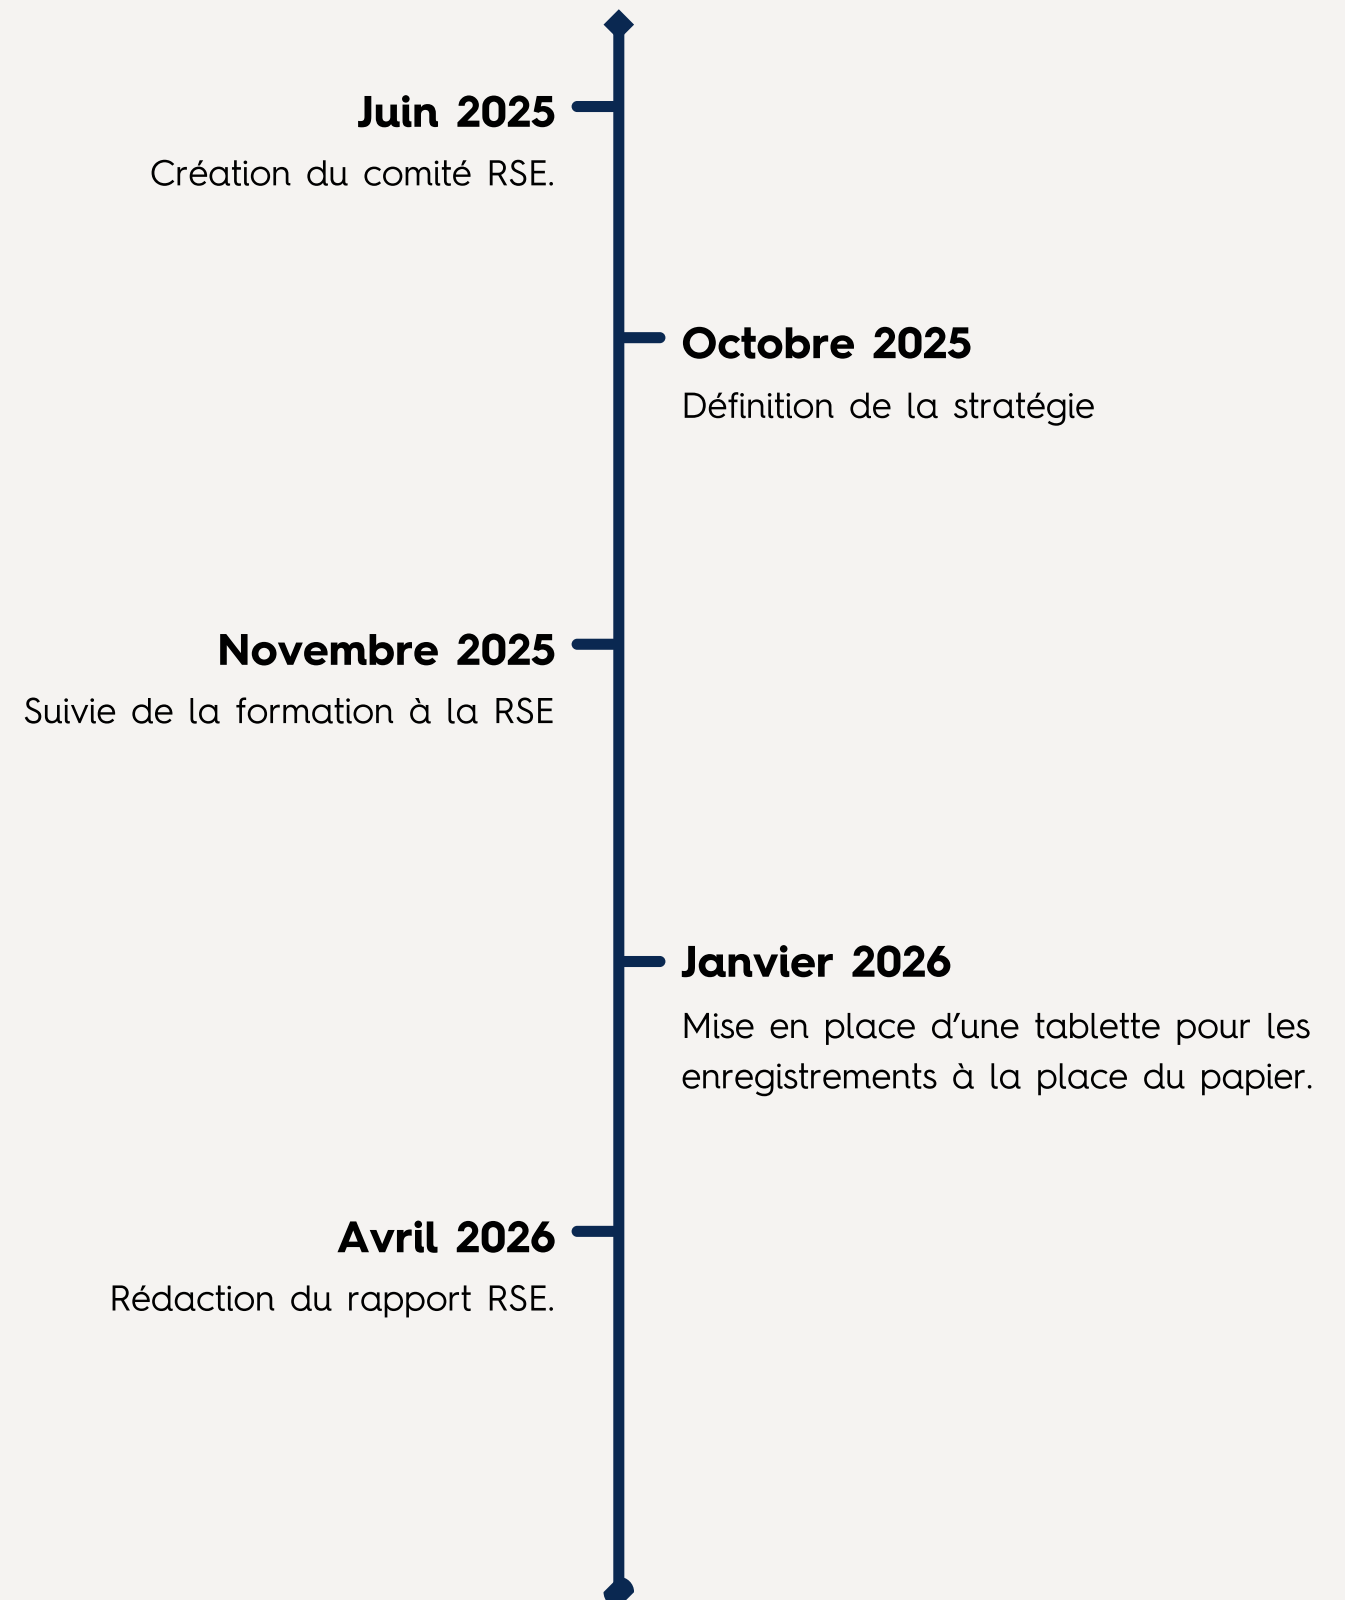 Juin 2025
Création du comité RSE.
Octobre 2025
Définition de la stratégie
Novembre 2025
Suivie de la formation à la RSE
Janvier 2026
Mise en place d’une tablette pour les
enregistrements à la place du papier.
Avril 2026
Rédaction du rapport RSE.